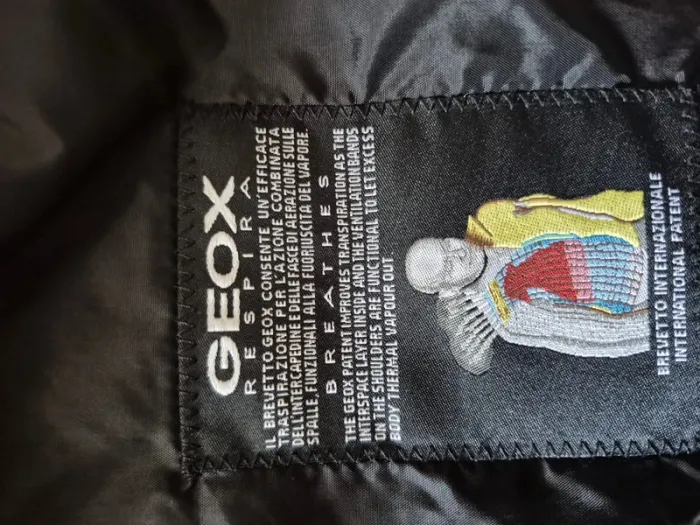 GEOX
RESPIRA
IL BREVETTO GEOX CONSENTE UN'EFFICACE
TRASPIRAZIONE PER L'AZIONE COMBINATA
DELL'INTERCAPEDINE E DELLE FASCE DI AERAZIONE SULLE
SPALLE, FUNZIONALI ALLA FUORIUSCITA DEL VAPORE.
BREATHES
THE GEOX PATENT IMPROVES TRANSPIRATION AS THE
INTERSPACE LAYER INSIDE AND THE VENTILATION BANDS
ON THE SHOULDERS ARE FUNCTIONAL TO LET EXCESS
BODY THERMAL VAPOUR OUT
BREVETTO INTERNAZIONALE
INTERNATIONAL PATENT